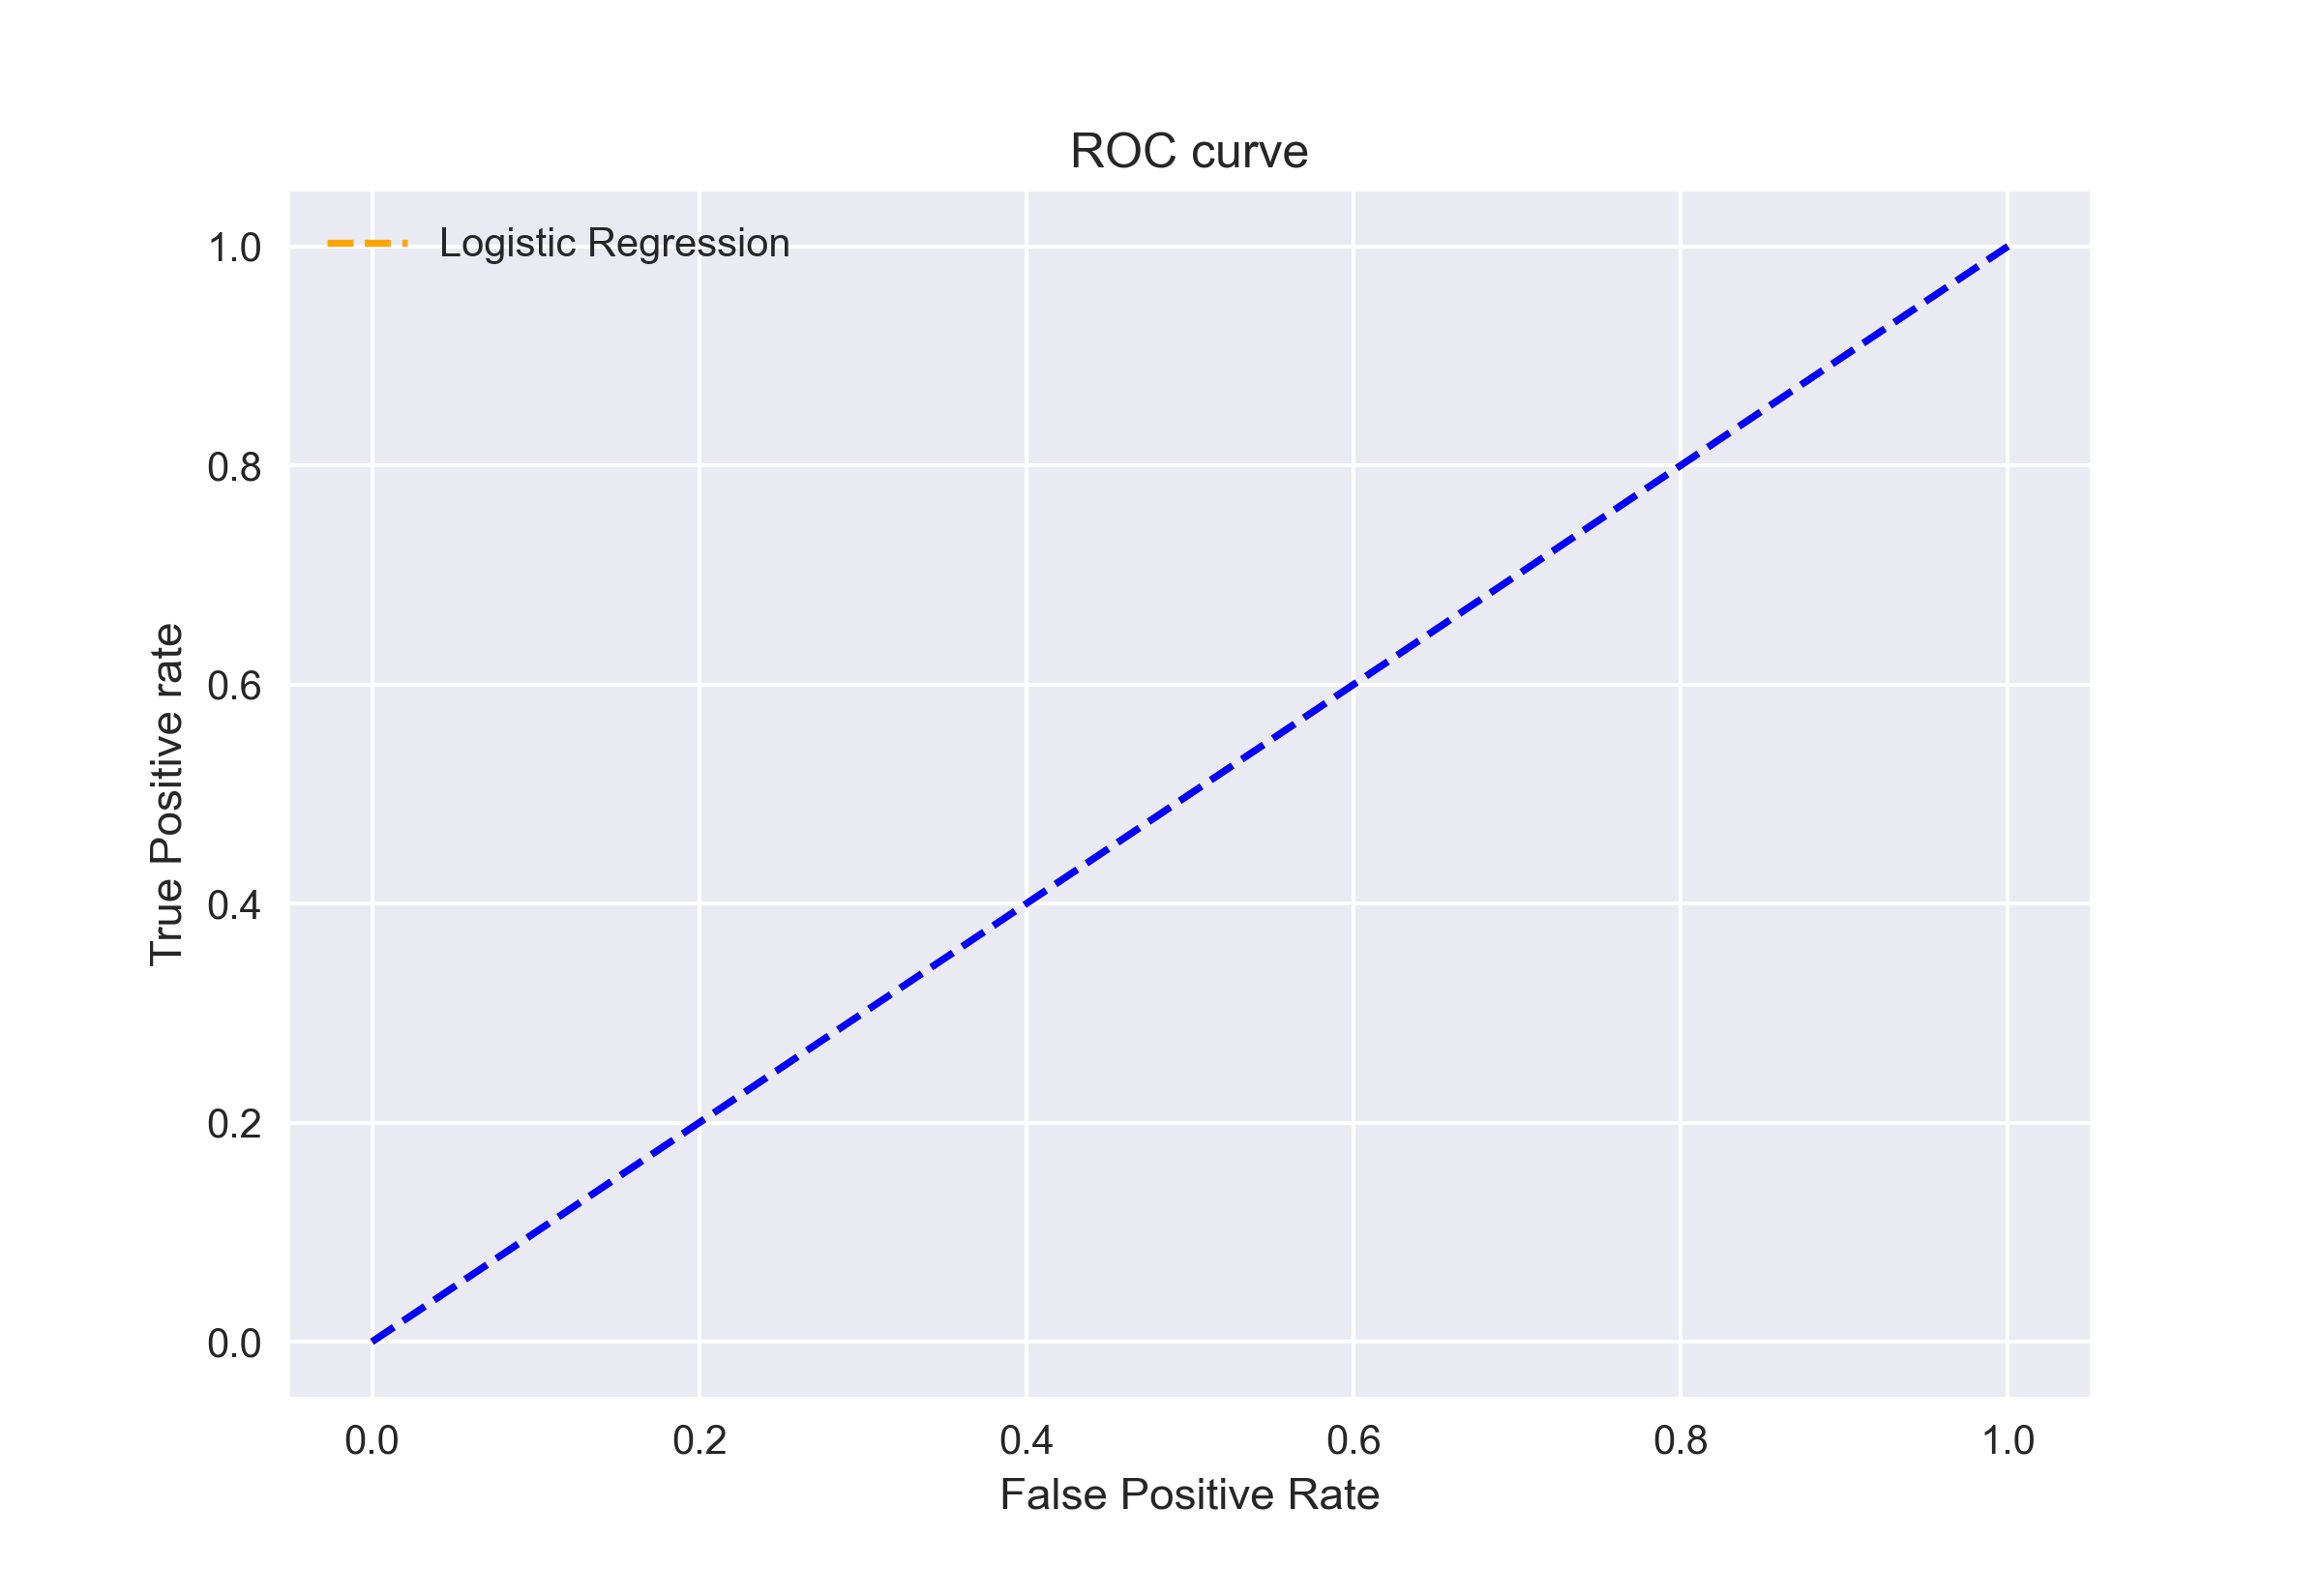 ROC curve
Logistic Regression
1.0
0.8
0.6
0.4
0.2
0.0
True Positive rate
0.0 0.2 0.4 0.6 0.8 1.0
False Positive Rate